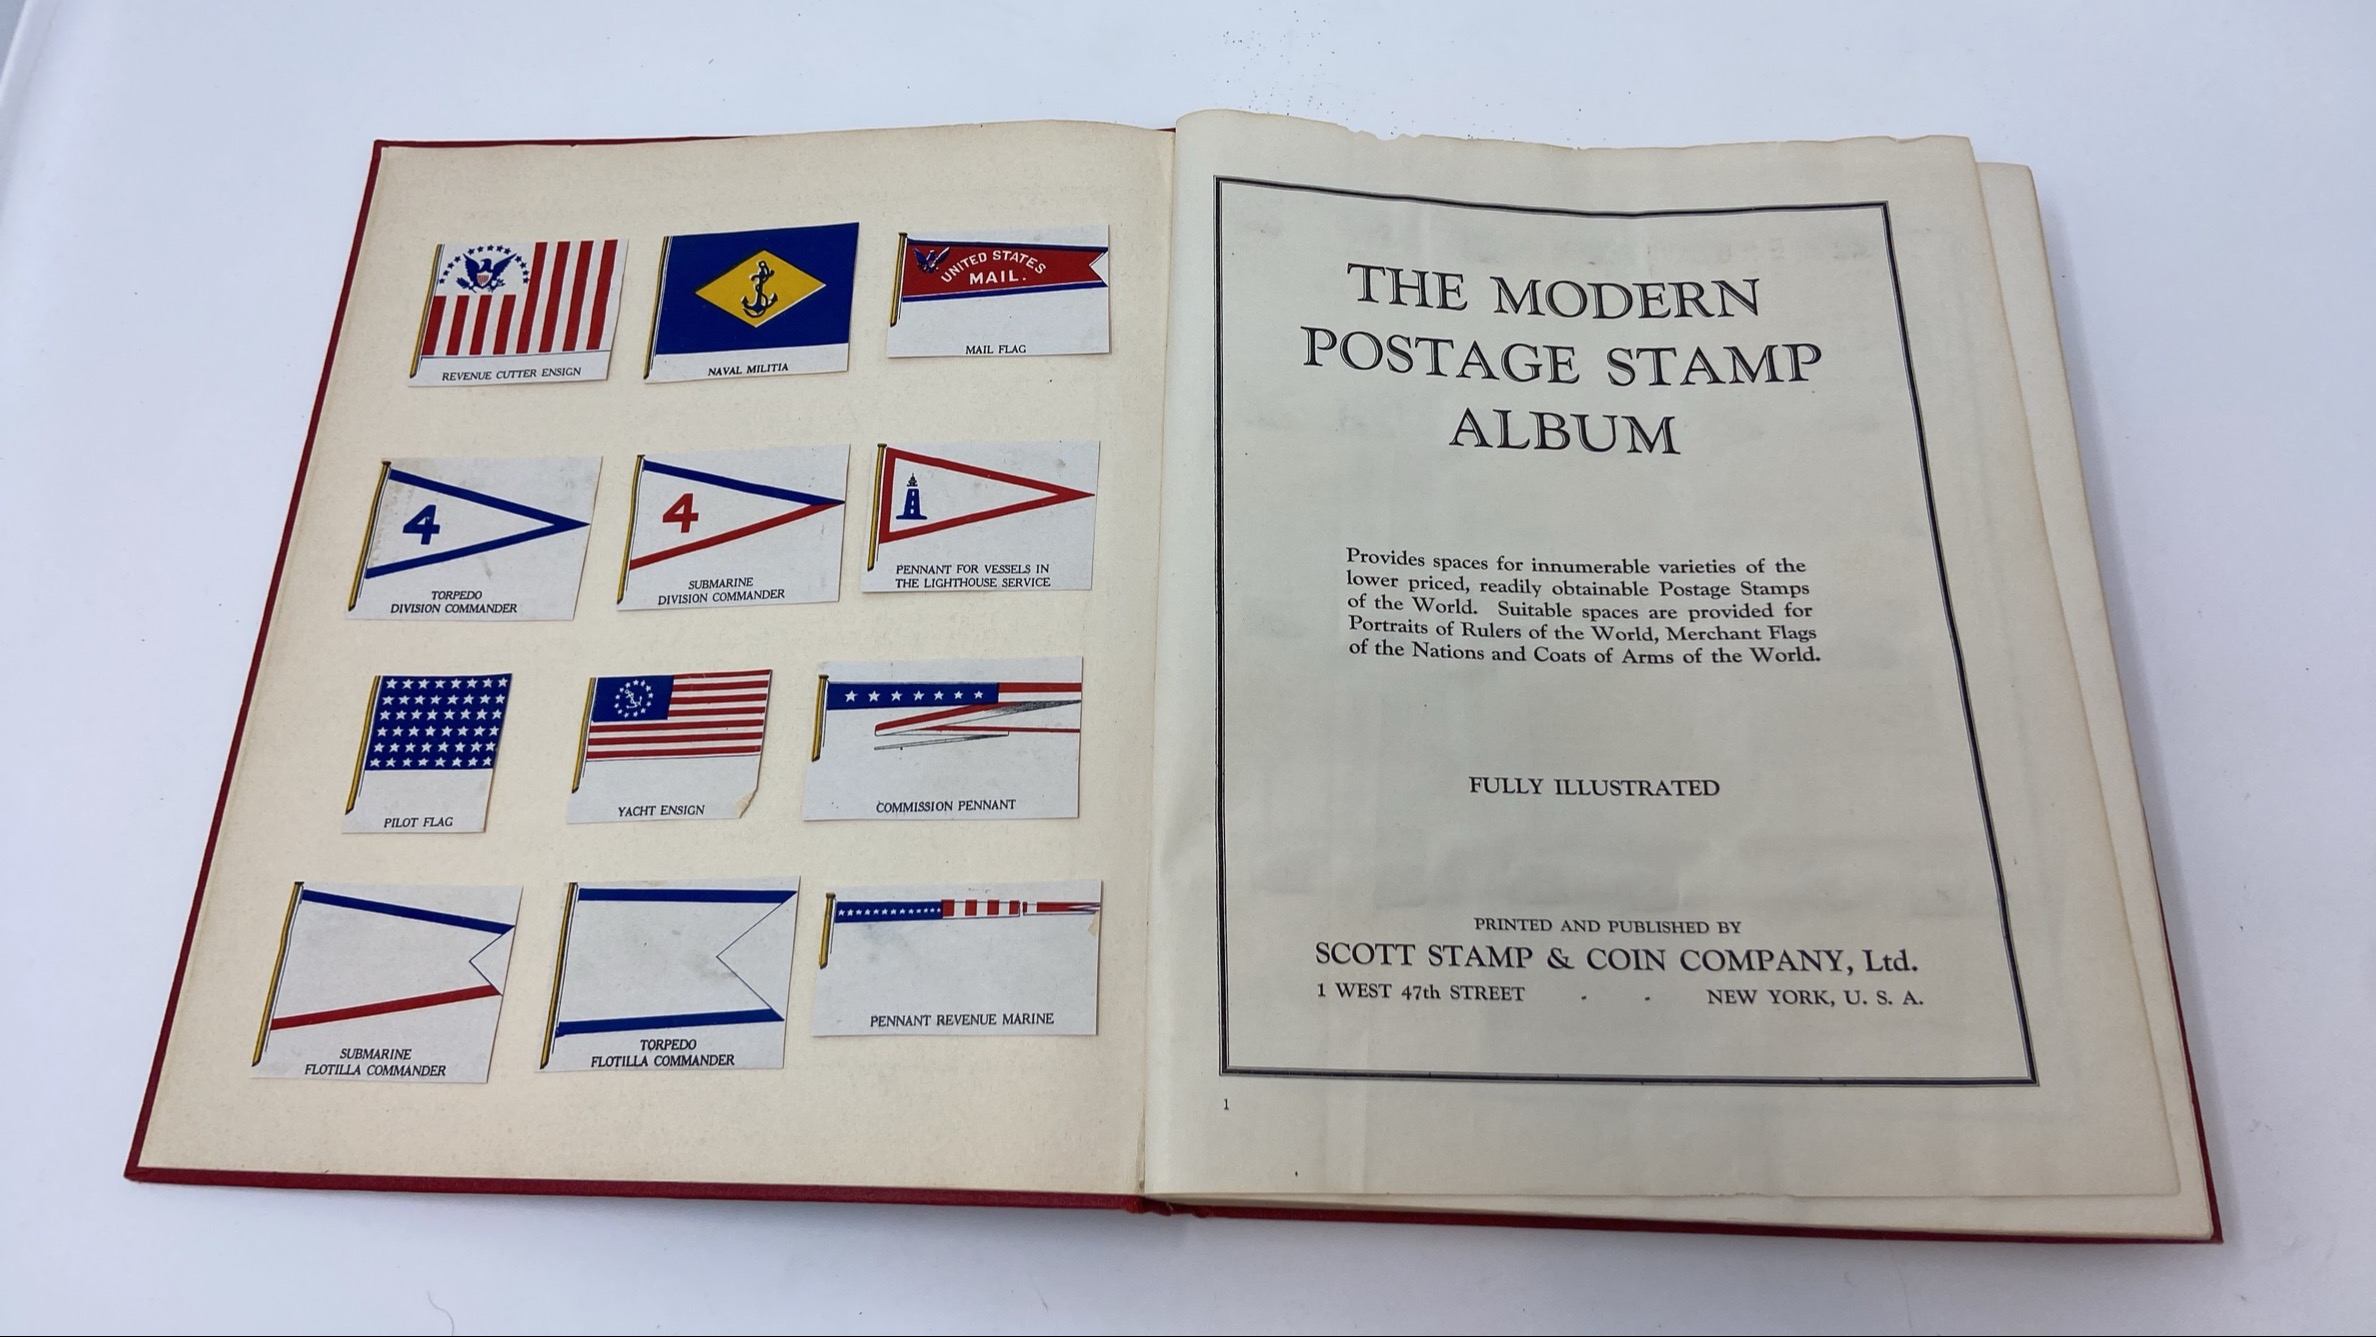 REVENUE CUTTER ENSIGN
NAVAL MILITIA
UNITED STATES
MAIL.
MAIL FLAG
4
TORPEDO
DIVISION COMMANDER
4
SUBMARINE
DIVISION COMMANDER
PENNANT FOR VESSELS IN
THE LIGHTHOUSE SERVICE
PILOT FLAG
YACHT ENSIGN
COMMISSION PENNANT
SUBMARINE
FLOTILLA COMMANDER
TORPEDO
FLOTILLA COMMANDER
PENNANT REVENUE MARINE
THE MODERN
POSTAGE STAMP
ALBUM
Provides spaces for innumerable varieties of the
lower priced, readily obtainable Postage Stamps
of the World. Suitable spaces are provided for
Portraits of Rulers of the World, Merchant Flags
of the Nations and Coats of Arms of the World.
FULLY ILLUSTRATED
PRINTED AND PUBLISHED BY
SCOTT STAMP & COIN COMPANY, Ltd.
1 WEST 47th STREET - - NEW YORK, U. S. A.
1